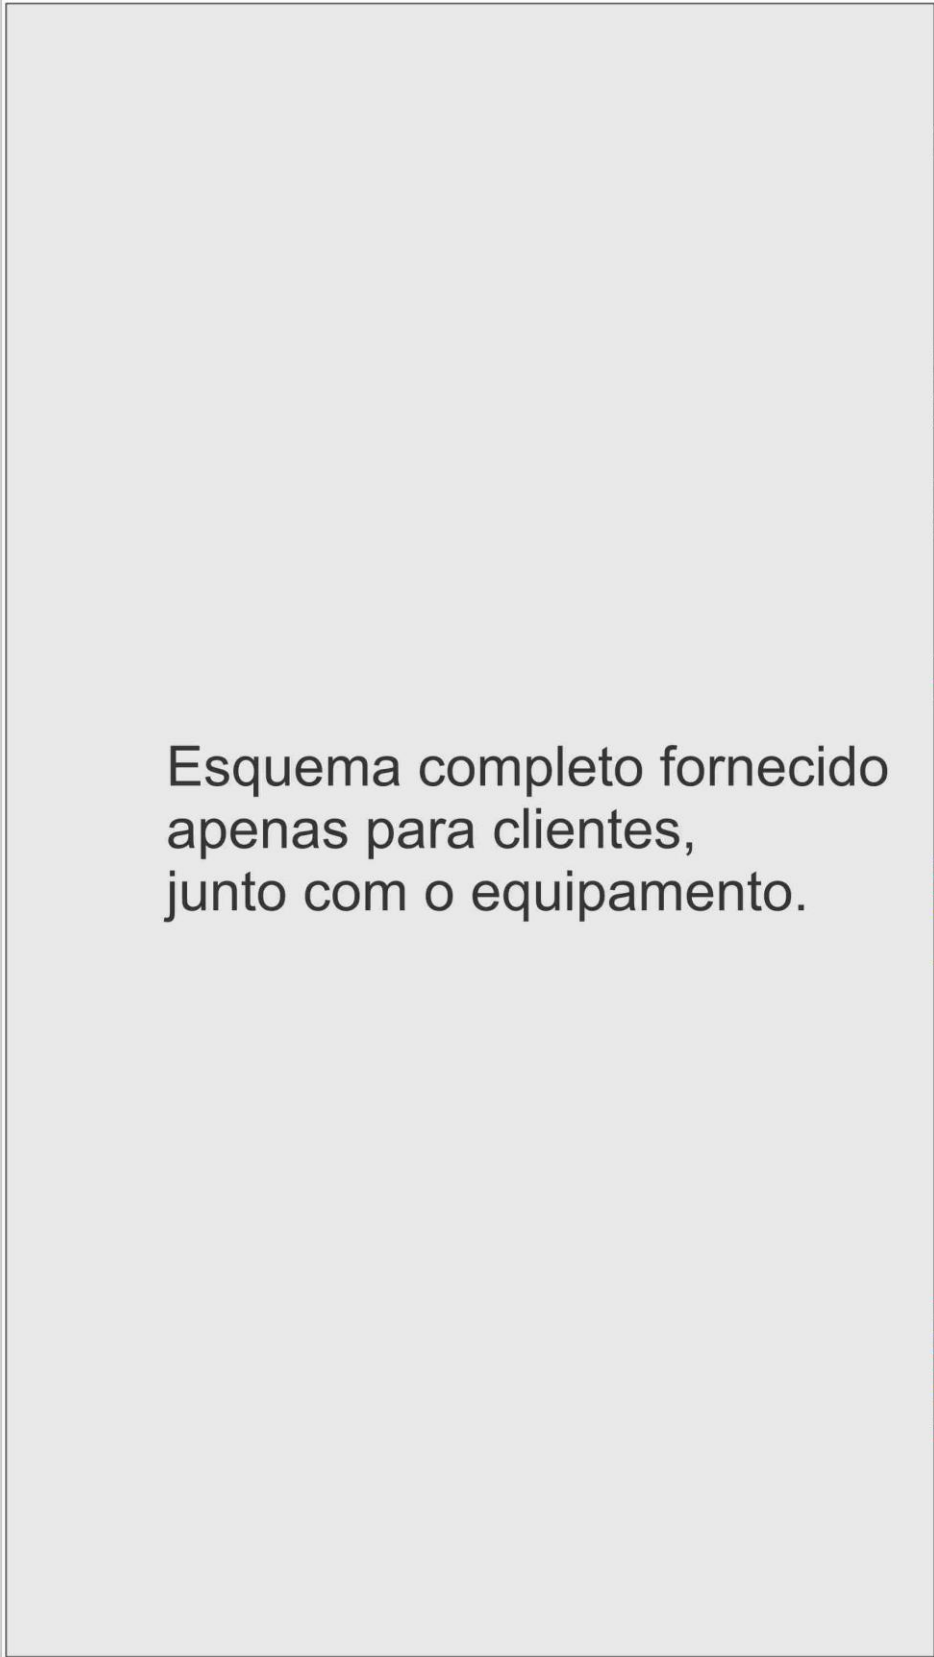 Esquema completo fornecido
apenas para clientes,
junto com o equipamento.